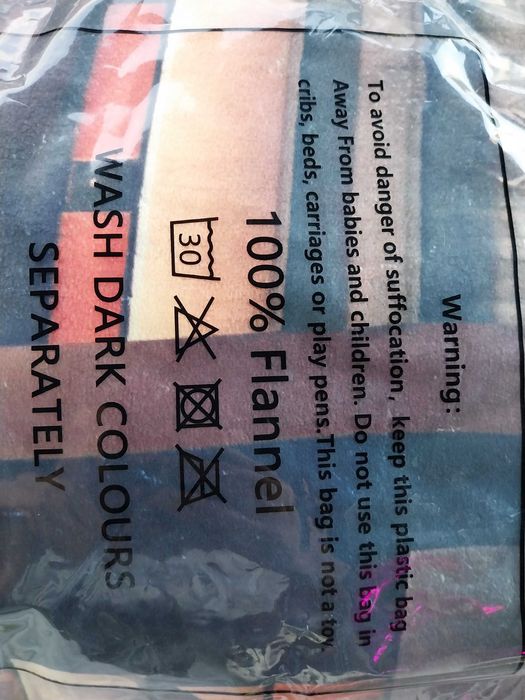 Warning:
To avoid danger of suffocation, keep this plastic bag
Away From babies and children. Do not use this bag in
cribs, beds, carriages or play pens.This bag is not a toy.
100% Flannel
30
WASH DARK COLOURS
SEPARATELY